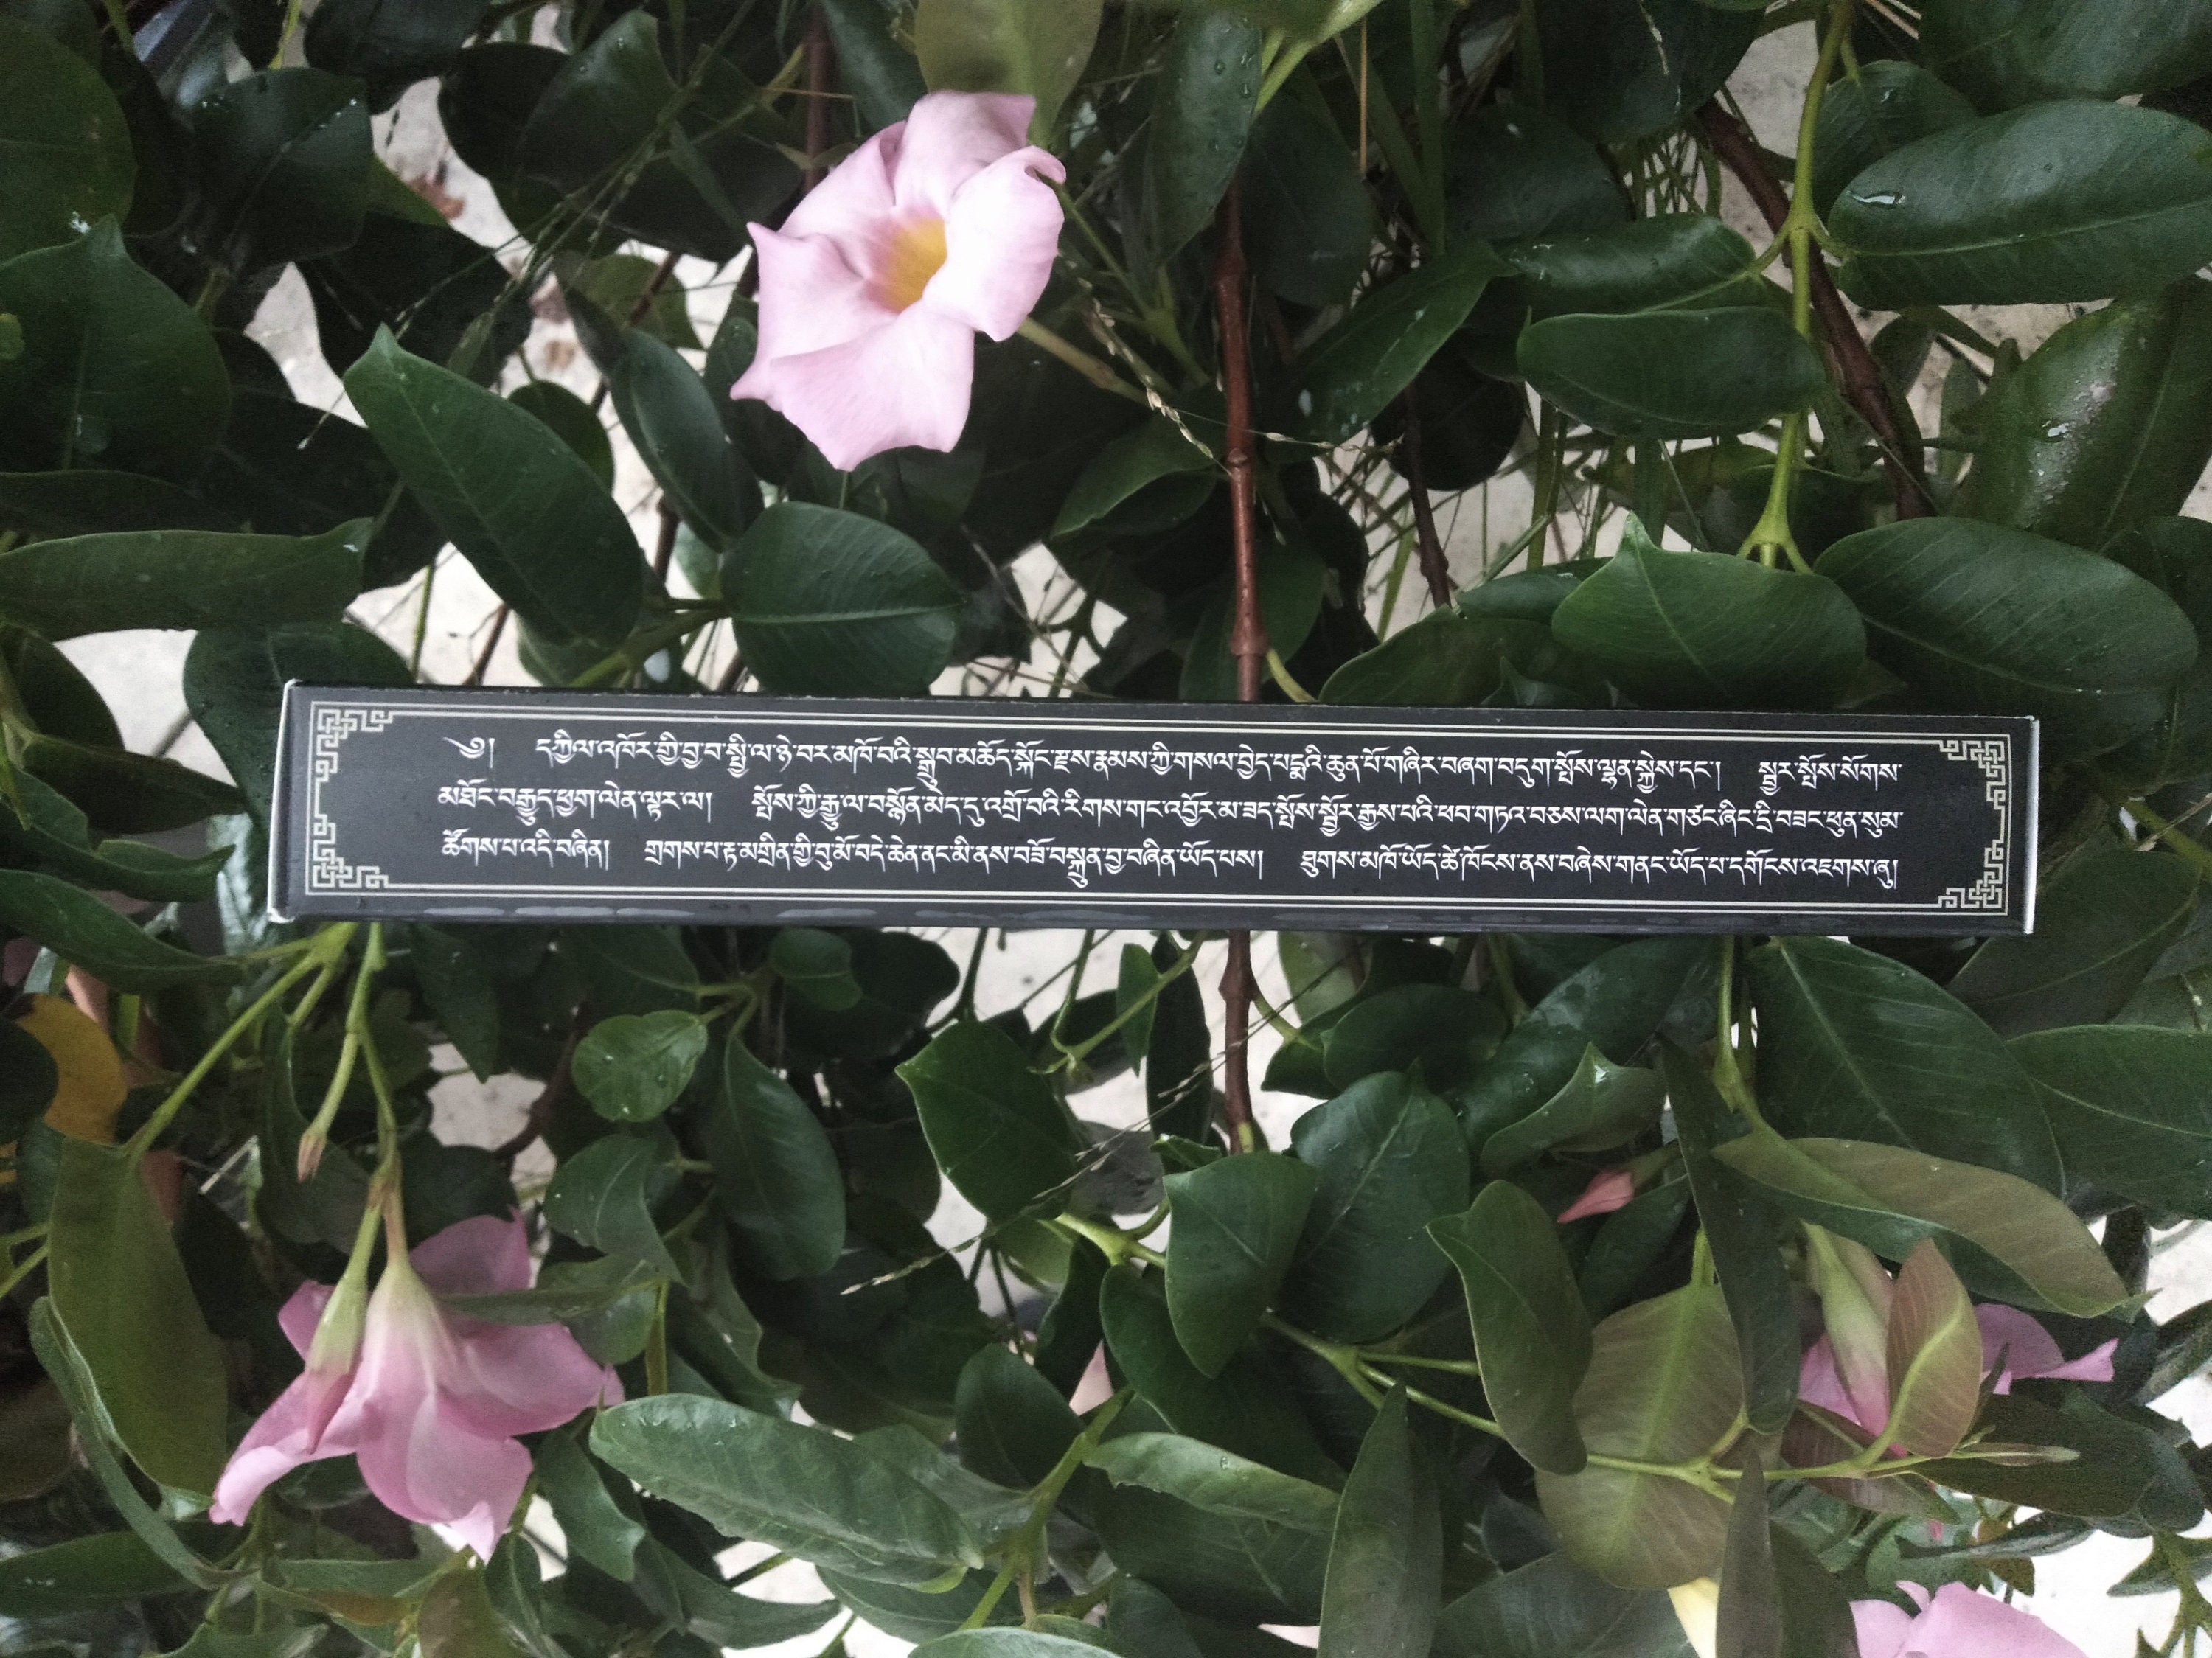 ༄༅། དཀྱིལ་འཁོར་གྱི་བྱ་བ་སྤྱི་ལ་ཉེ་བར་མཁོ་བའི་སྒྲུབ་མཆོད་སྐོང་རྫས་རྣམས་ཀྱི་གསལ་བྱེད་པདྨའི་ཆུན་པོ་གཞིར་བཞག་བདུག་སྤོས་ལྷན་སྐྱེས་དང་། སྦྱར་སྤོས་སོགས་
མཐོང་བརྒྱུད་ཕྱག་ལེན་ལྟར་ལ། སྤོས་ཀྱི་རྒྱུ་ལ་བསྙོན་མེད་དུ་འགྲོ་བའི་རིགས་གང་འབྱོར་མ་ཟད་སྤོས་སྦྱོར་རྒྱས་པའི་ཕབ་གཏའ་བཅས་ལག་ལེན་གཙང་ཞིང་དྲི་བཟང་ཕུན་སུམ་
ཚོགས་པ་འདི་བཞིན། གྲགས་པ་རྟ་མགྲིན་གྱི་བུ་མོ་བདེ་ཆེན་ནང་མི་ནས་བཟོ་བསྐྲུན་བྱ་བཞིན་ཡོད་པས། ཐུགས་མཁོ་ཡོད་ཚེ་ཁོངས་ནས་བཞེས་གནང་ཡོད་པ་དགོངས་འཇགས་ཞུ།